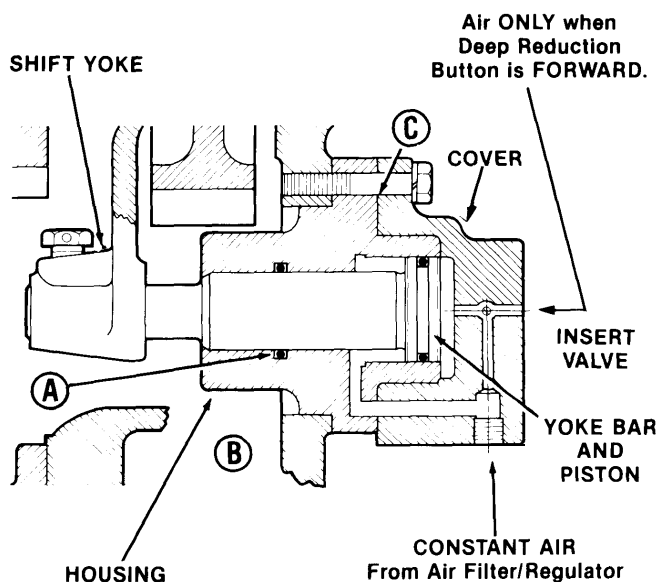 Air ONLY when
Deep Reduction
Button is FORWARD.
SHIFT YOKE
C
COVER
INSERT
VALVE
A
B
YOKE BAR
AND
PISTON
HOUSING
CONSTANT AIR
From Air Filter/Regulator